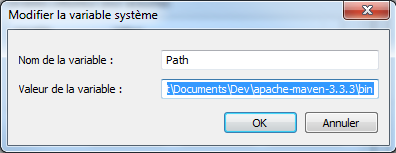 Modifier la variable système
Nom de la variable : Path
Valeur de la variable : t\Documents\Dev\apache-maven-3.3.3\bin
OK Annuler